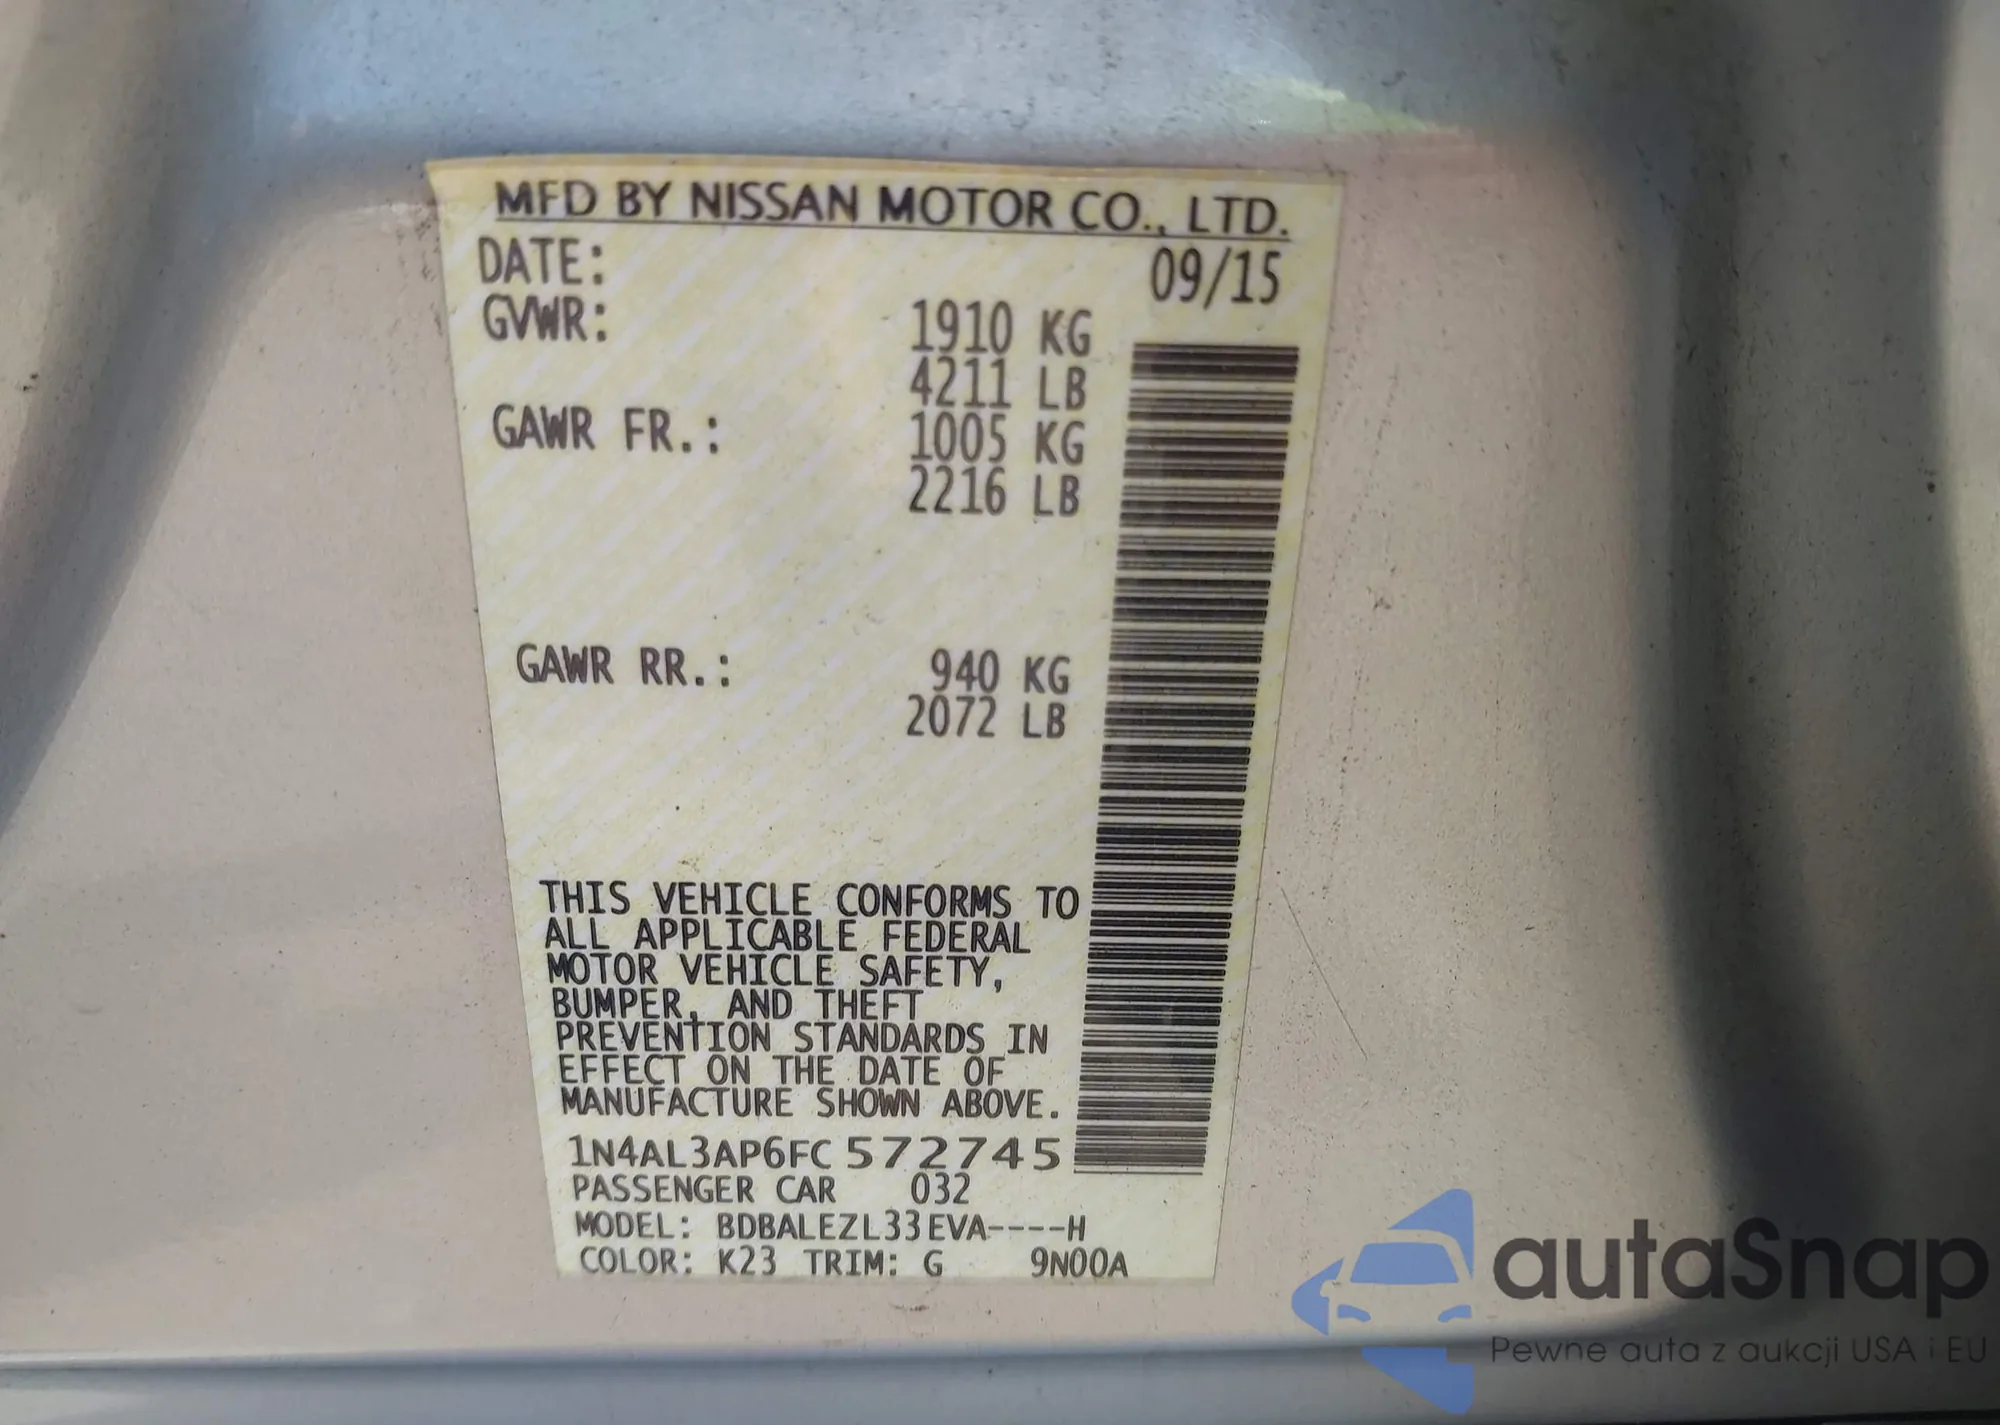 MFD BY NISSAN MOTOR CO., LTD.
DATE: 09/15
GVWR: 1910 KG
4211 LB
GAWR FR.: 1005 KG
2216 LB
GAWR RR.: 940 KG
2072 LB
THIS VEHICLE CONFORMS TO
ALL APPLICABLE FEDERAL
MOTOR VEHICLE SAFETY,
BUMPER, AND THEFT
PREVENTION STANDARDS IN
EFFECT ON THE DATE OF
MANUFACTURE SHOWN ABOVE.
1N4AL3AP6FC572745
PASSENGER CAR 032
MODEL: BDBALEZL33EVA----H
COLOR: K23 TRIM: G 9N00A
autaSnap
Pewne auta z aukcji USA i EU